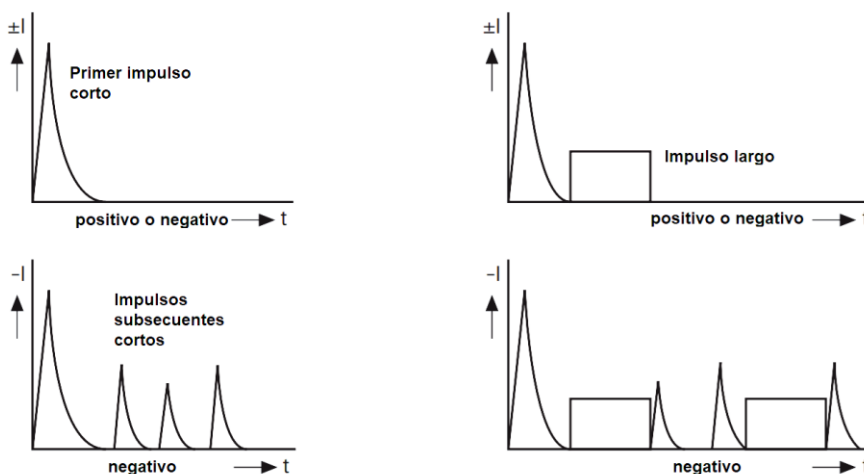 ±I
Primer impulso
corto
positivo o negativo
t
±I
Impulso largo
positivo o negativo
t
–I
Impulsos
subsecuentes
cortos
negativo
t
–I
negativo
t